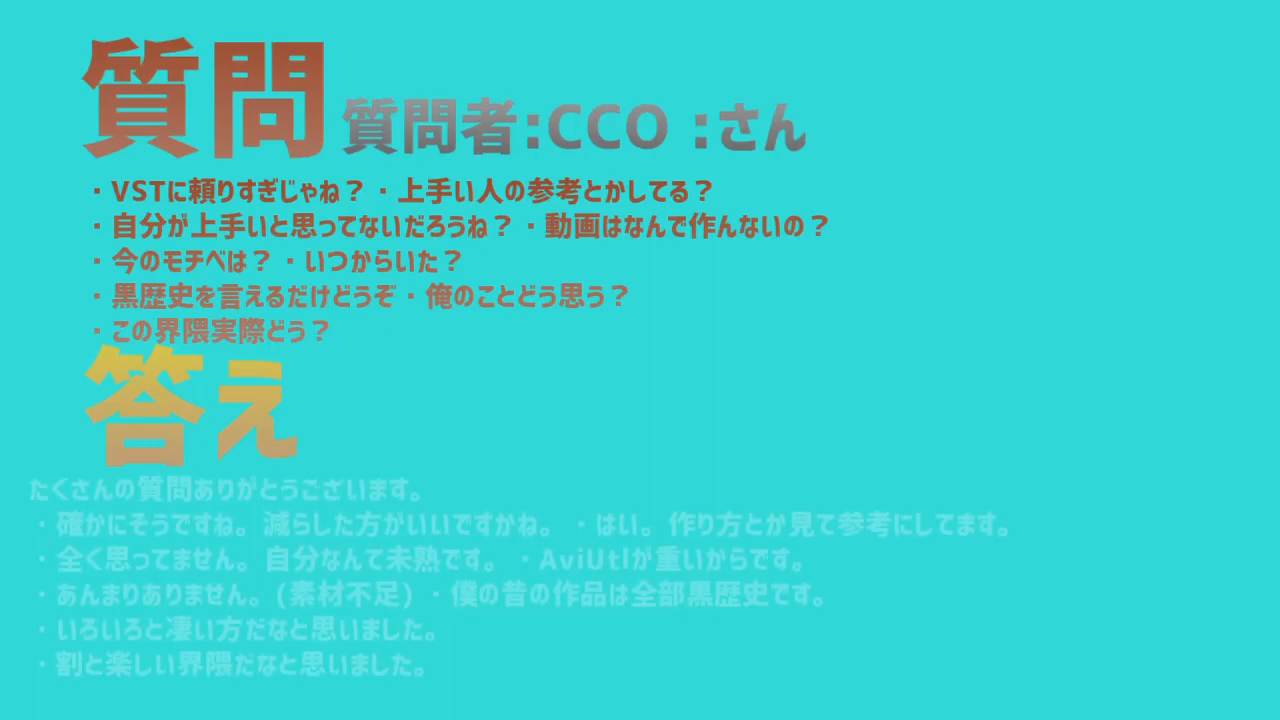 質問
質問者:CCO :さん
・VSTに頼りすぎじゃね？・上手い人の参考とかしてる？
・自分が上手いと思ってないだろうね？・動画はなんで作んないの？
・今のモチベは？・いつからいた？
・黒歴史を言えるだけどうぞ・俺のことどう思う？
・この界隈実際どう？
答え
たくさんの質問ありがとうございます。
・確かにそうですね。減らした方がいいですかね。・はい。作り方とか見て参考にしてます。
・全く思ってません。自分なんて未熟です。・AviUtlが重いからです。
・あんまりありません。(素材不足)・僕の昔の作品は全部黒歴史です。
・いろいろと凄い方だなと思いました。
・割と楽しい界隈だなと思いました。